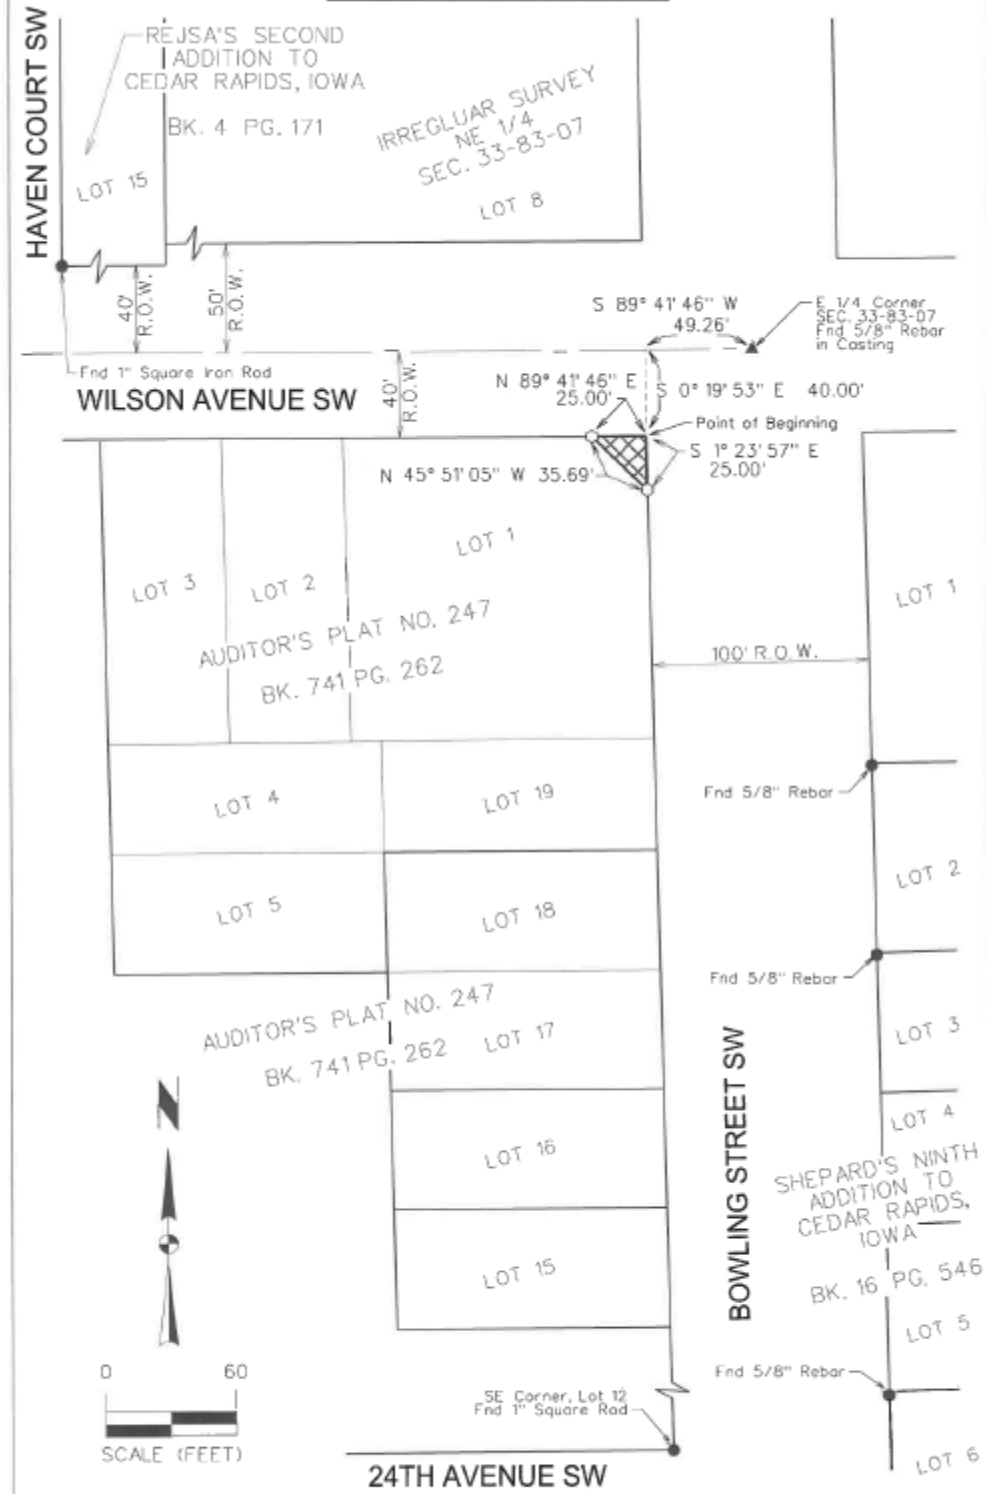 HAVEN COURT SW
REJSA'S SECOND
ADDITION TO
CEDAR RAPIDS, IOWA
BK. 4 PG. 171
LOT 15
IRREGLUAR SURVEY
NE 1/4
SEC. 33-83-07
LOT 8
40'
R.O.W.
50'
R.O.W.
S 89° 41' 46" W
49.26'
E 1/4 Corner
SEC. 33-83-07
Fnd 5/8" Rebar
in Casting
Fnd 1" Square Iron Rod
WILSON AVENUE SW
40'
R.O.W.
N 89° 41' 46" E
25.00'
S 0° 19' 53" E 40.00'
Point of Beginning
S 1° 23' 57" E
25.00'
N 45° 51' 05" W 35.69'
LOT 3
LOT 2
LOT 1
LOT 1
AUDITOR'S PLAT NO. 247
BK. 741 PG. 262
100' R.O.W.
Fnd 5/8" Rebar
LOT 4
LOT 19
LOT 2
LOT 5
LOT 18
Fnd 5/8" Rebar
AUDITOR'S PLAT NO. 247
BK. 741 PG. 262
LOT 17
LOT 3
N
BOWLING STREET SW
LOT 4
SHEPARD'S NINTH
ADDITION TO
CEDAR RAPIDS,
IOWA
BK. 16 PG. 546
LOT 16
LOT 15
LOT 5
Fnd 5/8" Rebar
0 60
SCALE (FEET)
SE Corner, Lot 12
Fnd 1" Square Rod
LOT 6
24TH AVENUE SW